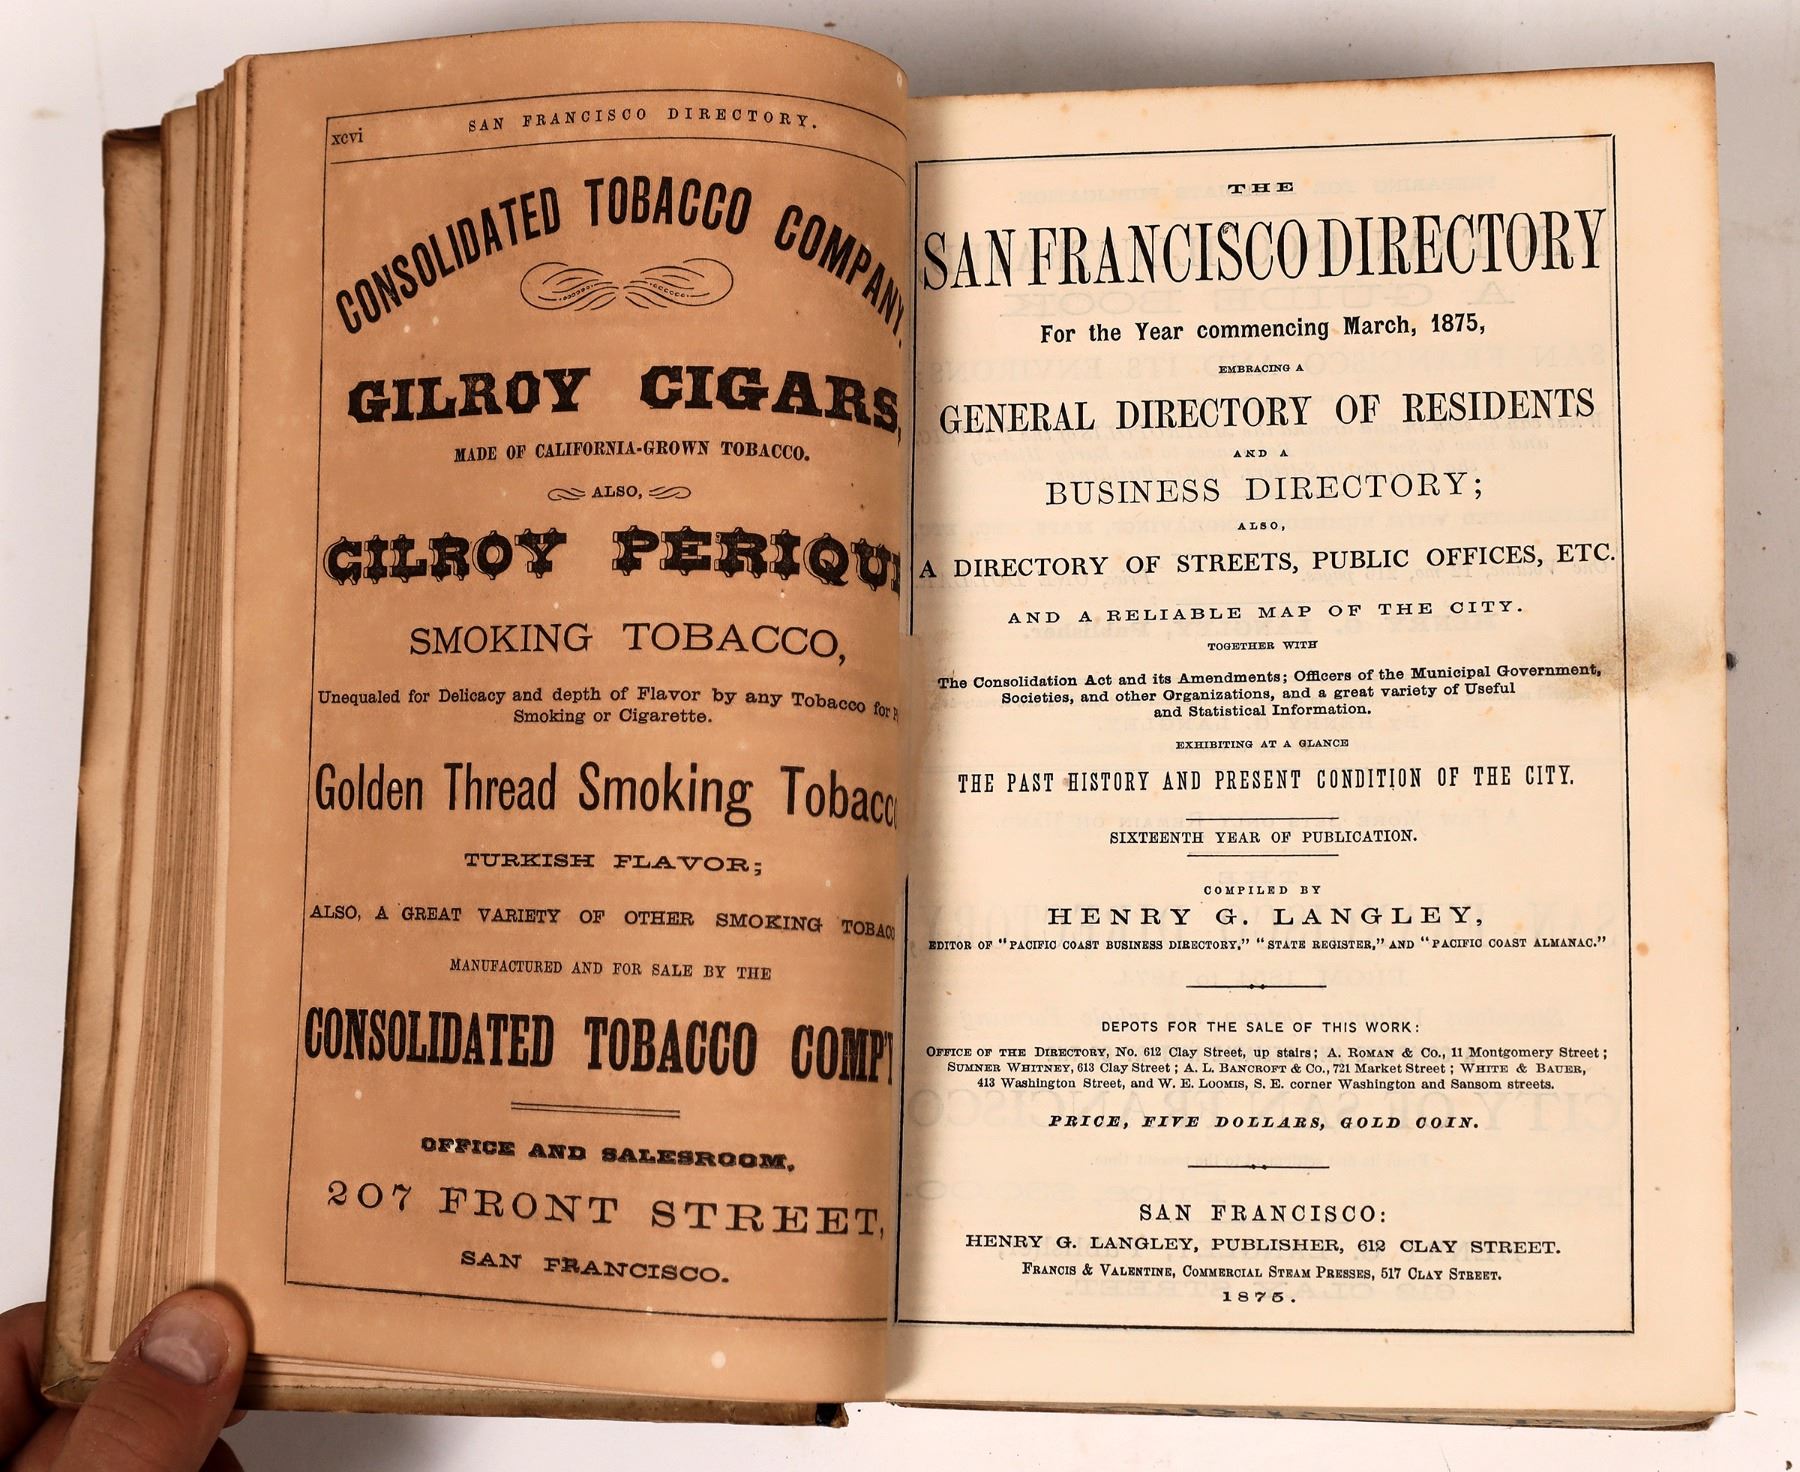 xcvi
SAN FRANCISCO DIRECTORY.
CONSOLIDATED TOBACCO COMPANY.
GILROY CIGARS,
MADE OF CALIFORNIA-GROWN TOBACCO.
ALSO,
GILROY PERIQUE
SMOKING TOBACCO,
Unequaled for Delicacy and depth of Flavor by any Tobacco for
Smoking or Cigarette.
Golden Thread Smoking Tobacco
TURKISH FLAVOR;
ALSO, A GREAT VARIETY OF OTHER SMOKING TOBACC
MANUFACTURED AND FOR SALE BY THE
CONSOLIDATED TOBACCO COMP'Y
OFFICE AND SALESROOM,
207 FRONT STREET,
SAN FRANCISCO.
THE
SAN FRANCISCO DIRECTORY
For the Year commencing March, 1875,
EMBRACING A
GENERAL DIRECTORY OF RESIDENTS
AND A
BUSINESS DIRECTORY;
ALSO,
A DIRECTORY OF STREETS, PUBLIC OFFICES, ETC.
AND A RELIABLE MAP OF THE CITY.
TOGETHER WITH
The Consolidation Act and its Amendments; Officers of the Municipal Government,
Societies, and other Organizations, and a great variety of Useful
and Statistical Information.
EXHIBITING AT A GLANCE
THE PAST HISTORY AND PRESENT CONDITION OF THE CITY.
SIXTEENTH YEAR OF PUBLICATION.
COMPILED BY
HENRY G. LANGLEY,
EDITOR OF "PACIFIC COAST BUSINESS DIRECTORY," "STATE REGISTER," AND "PACIFIC COAST ALMANAC."
DEPOTS FOR THE SALE OF THIS WORK:
OFFICE OF THE DIRECTORY, No. 612 Clay Street, up stairs; A. ROMAN & Co., 11 Montgomery Street;
SUMNER WHITNEY, 613 Clay Street; A. L. BANCROFT & Co., 721 Market Street; WHITE & BAUER,
413 Washington Street, and W. E. LOOMIS, S. E. corner Washington and Sansom streets.
PRICE, FIVE DOLLARS, GOLD COIN.
SAN FRANCISCO:
HENRY G. LANGLEY, PUBLISHER, 612 CLAY STREET.
FRANCIS & VALENTINE, COMMERCIAL STEAM PRESSES, 517 CLAY STREET.
1875.